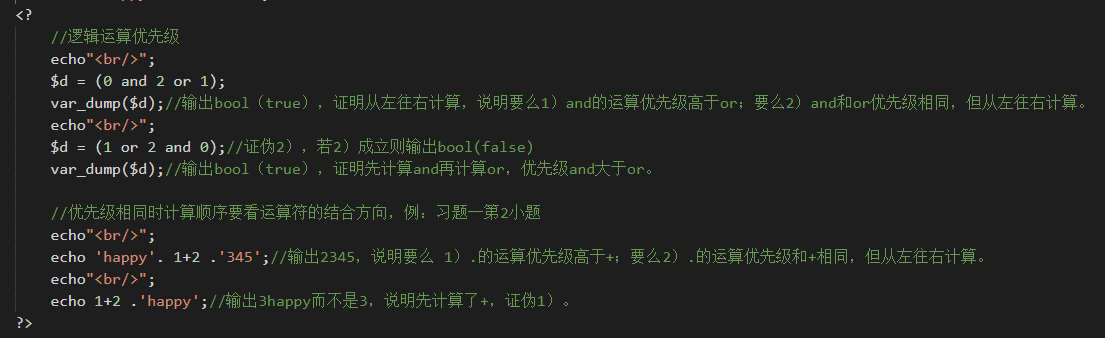 <?
//逻辑运算优先级
echo"<br/>";
$d = (0 and 2 or 1);
var_dump($d);//输出bool（true），证明从左往右计算，说明要么1）and的运算优先级高于or；要么2）and和or优先级相同，但从左往右计算。
echo"<br/>";
$d = (1 or 2 and 0);//证伪2），若2）成立则输出bool(false)
var_dump($d);//输出bool（true），证明先计算and再计算or，优先级and大于or。
//优先级相同时计算顺序要看运算符的结合方向，例：习题一第2小题
echo"<br/>";
echo 'happy'. 1+2 .'345';//输出2345，说明要么 1）.的运算优先级高于+；要么2）.的运算优先级和+相同，但从左往右计算。
echo"<br/>";
echo 1+2 .'happy';//输出3happy而不是3，说明先计算了+，证伪1）。
?>